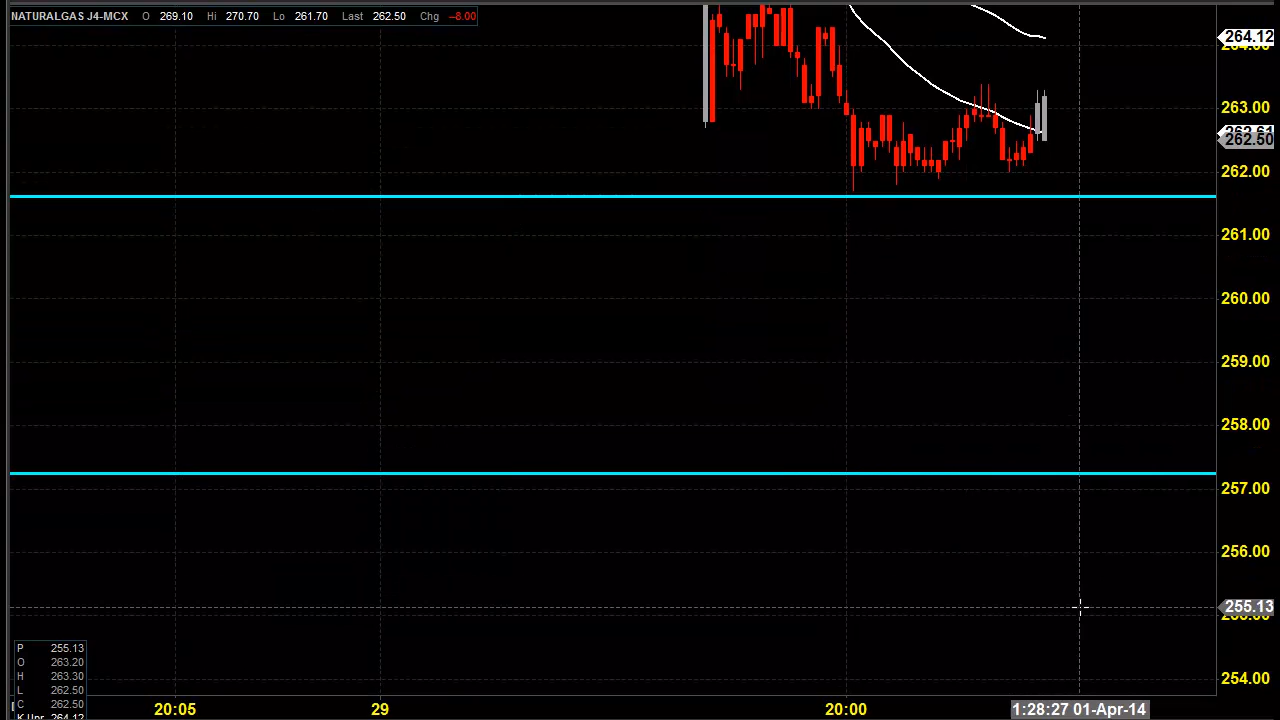 NATURALGAS J4-MCX O 269.10 Hi 270.70 Lo 261.70 Last 262.50 Chg –8.00
264.12
263.00
262.50
262.00
261.00
260.00
259.00
258.00
257.00
256.00
255.13
254.00
P 255.13
O 263.20
H 263.30
L 262.50
C 262.50
K Upr 264.12
20:05 29 20:00 1:28:27 01-Apr-14